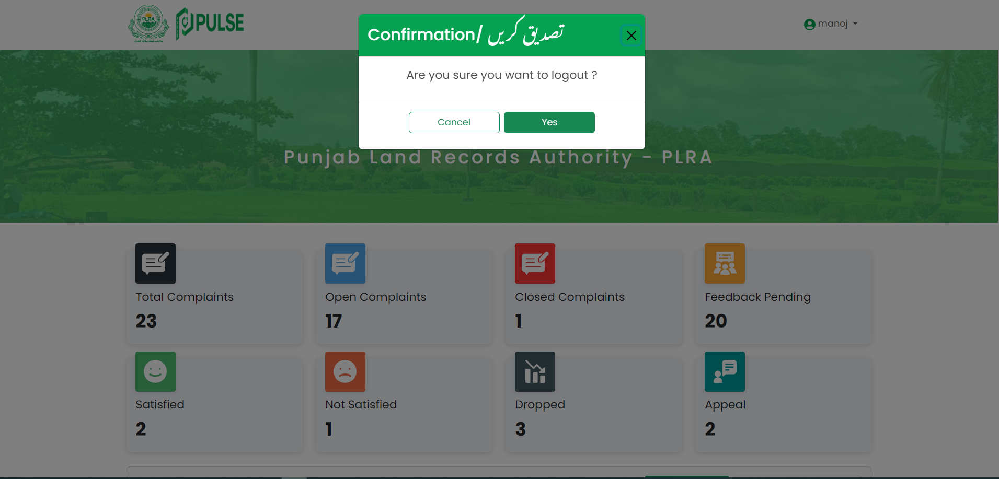 PLRA
PULSE
Confirmation/ تصدیق کریں
manoj
Are you sure you want to logout ?
Cancel
Yes
Punjab Land Records Authority - PLRA
Total Complaints
23
Open Complaints
17
Closed Complaints
1
Feedback Pending
20
Satisfied
2
Not Satisfied
1
Dropped
3
Appeal
2